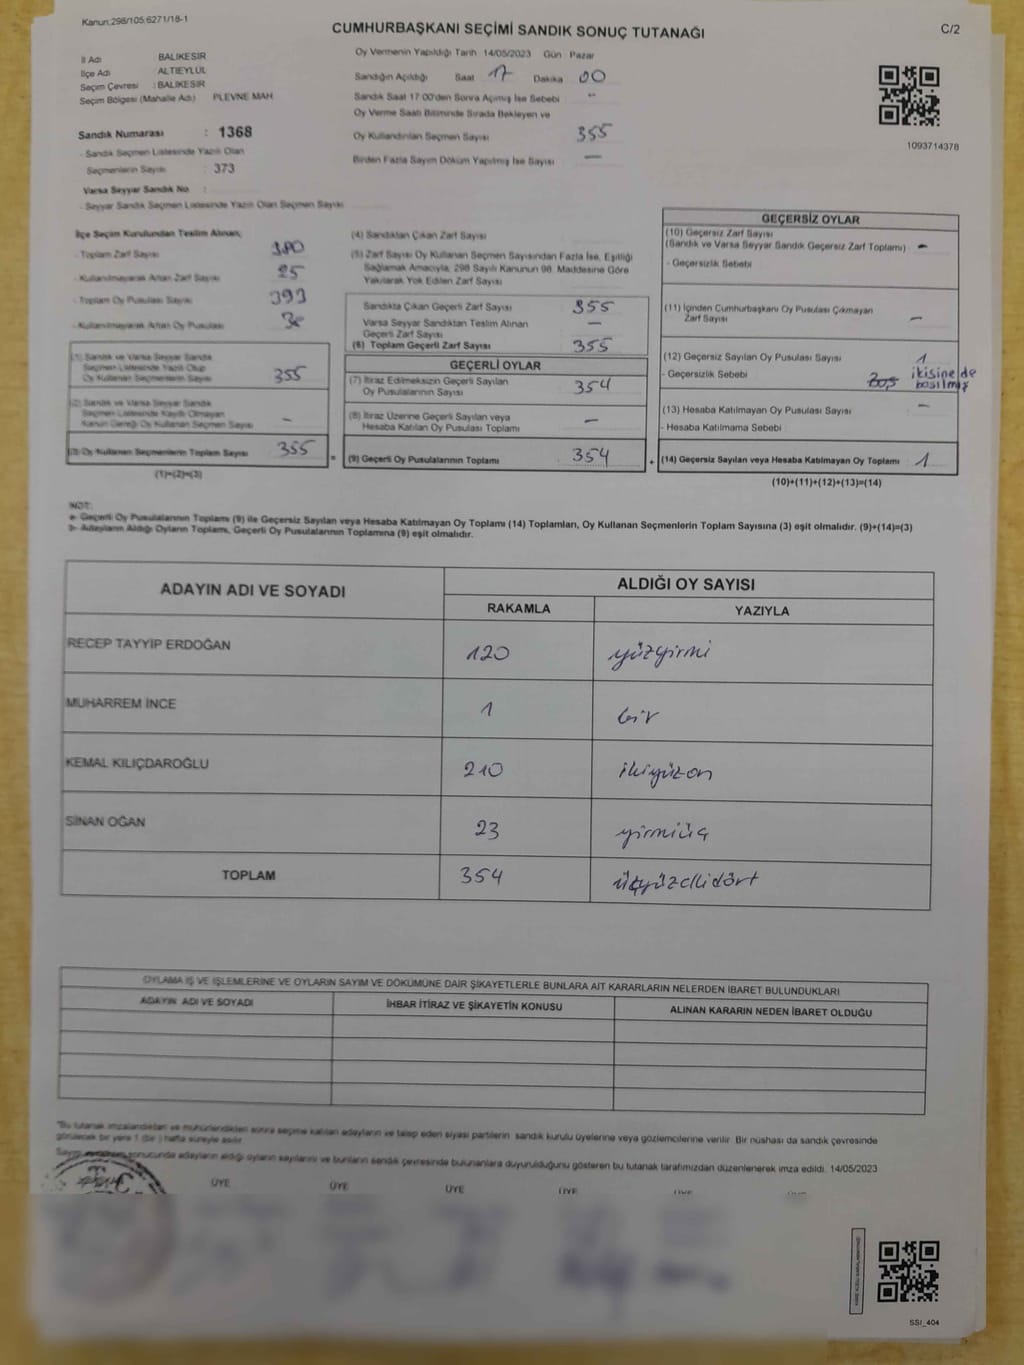 Kanun:298/105;6271/18-1
CUMHURBAŞKANI SEÇİMİ SANDIK SONUÇ TUTANAĞI
C/2
İl Adı BALIKESİR
İlçe Adı ALTIEYLÜL
Seçim Çevresi : BALIKESİR
Seçim Bölgesi (Mahalle Adı) PLEVNE MAH
Oy Vermenin Yapıldığı Tarih 14/05/2023 Gün Pazar
Sandığın Açıldığı Saat 17 Dakika 00
Sandık Saat 17:00'den Sonra Açmış İse Sebebi -
Oy Verme Saati Bitiminde Sırada Bekleyen ve
Oy Kullandırılan Seçmen Sayısı 355
Birden Fazla Sayım Döküm Yapılmış İse Sayısı —
1093714378
Sandık Numarası : 1368
- Sandık Seçmen Listesinde Yazılı Olan
Seçmenlerin Sayısı : 373
Varsa Seyyar Sandık No :
- Seyyar Sandık Seçmen Listesinde Yazılı Olan Seçmen Sayısı
İlçe Seçim Kurulundan Teslim Alınan;
- Toplam Zarf Sayısı 380
- Kullanılmayarak Artan Zarf Sayısı 25
- Toplam Oy Pusulası Sayısı 393
- Kullanılmayarak Artan Oy Pusulası 38
(1) Sandık ve Varsa Seyyar Sandık
Seçmen Listesinde Yazılı Olup
Oy Kullanan Seçmenlerin Sayısı 355
(2) Sandık ve Varsa Seyyar Sandık
Seçmen Listesinde Kayıtlı Olmayan
Kanun Gereği Oy Kullanan Seçmen Sayısı -
(3) Oy Kullanan Seçmenlerin Toplam Sayısı 355
(1)+(2)=(3)
(4) Sandıktan Çıkan Zarf Sayısı
(5) Zarf Sayısı Oy Kullanan Seçmen Sayısından Fazla İse, Eşitliği
Sağlamak Amacıyla, 298 Sayılı Kanunun 98. Maddesine Göre
Yakılarak Yok Edilen Zarf Sayısı
Sandıkta Çıkan Geçerli Zarf Sayısı 355
Varsa Seyyar Sandıktan Teslim Alınan
Geçerli Zarf Sayısı —
(6) Toplam Geçerli Zarf Sayısı 355
GEÇERLİ OYLAR
(7) İtiraz Edilmeksizin Geçerli Sayılan
Oy Pusulalarının Sayısı 354
(8) İtiraz Üzerine Geçerli Sayılan veya
Hesaba Katılan Oy Pusulası Toplamı —
= (9) Geçerli Oy Pusulalarının Toplamı 354
GEÇERSİZ OYLAR
(10) Geçersiz Zarf Sayısı
(Sandık ve Varsa Seyyar Sandık Geçersiz Zarf Toplamı) -
- Geçersizlik Sebebi
(11) İçinden Cumhurbaşkanı Oy Pusulası Çıkmayan
Zarf Sayısı —
(12) Geçersiz Sayılan Oy Pusulası Sayısı 1
- Geçersizlik Sebebi Boş ikisine de
basılmış
(13) Hesaba Katılmayan Oy Pusulası Sayısı —
- Hesaba Katılmama Sebebi
+ (14) Geçersiz Sayılan veya Hesaba Katılmayan Oy Toplamı 1
(10)+(11)+(12)+(13)=(14)
NOT:
a- Geçerli Oy Pusulalarının Toplamı (9) ile Geçersiz Sayılan veya Hesaba Katılmayan Oy Toplamı (14) Toplamları, Oy Kullanan Seçmenlerin Toplam Sayısına (3) eşit olmalıdır. (9)+(14)=(3)
b- Adayların Aldığı Oyların Toplamı, Geçerli Oy Pusulalarının Toplamına (9) eşit olmalıdır.
ADAYIN ADI VE SOYADI
ALDIĞI OY SAYISI
RAKAMLA YAZIYLA
RECEP TAYYİP ERDOĞAN 120 yüzyirmi
MUHARREM İNCE 1 bir
KEMAL KILIÇDAROĞLU 210 ikiyüzon
SİNAN OĞAN 23 yirmiüç
TOPLAM 354 üçyüzellidört
OYLAMA İŞ VE İŞLEMLERİNE VE OYLARIN SAYIM VE DÖKÜMÜNE DAİR ŞİKAYETLERLE BUNLARA AİT KARARLARIN NELERDEN İBARET BULUNDUKLARI
ADAYIN ADI VE SOYADI İHBAR İTİRAZ VE ŞİKAYETİN KONUSU ALINAN KARARIN NEDEN İBARET OLDUĞU
"Bu tutanak imzalandıktan ve mühürlendikten sonra seçime katılan adayların ve talep eden siyasi partilerin sandık kurulu üyelerine veya gözlemcilerine verilir. Bir nüshası da sandık çevresinde
görülecek bir yere 1 (bir) hafta süreyle asılır.
Sayım sonucunda adayların aldığı oyların sayılarını ve bunların sandık çevresinde bulunanlara duyurulduğunu gösteren bu tutanak tarafımızdan düzenlenerek imza edildi. 14/05/2023
ÜYE ÜYE ÜYE ÜYE ÜYE
SSI_404